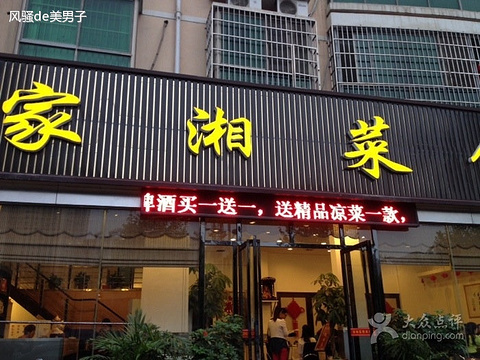 风骚de美男子
家湘菜
啤酒买一送一，送精品凉菜一款，
大众点评
dianping.com